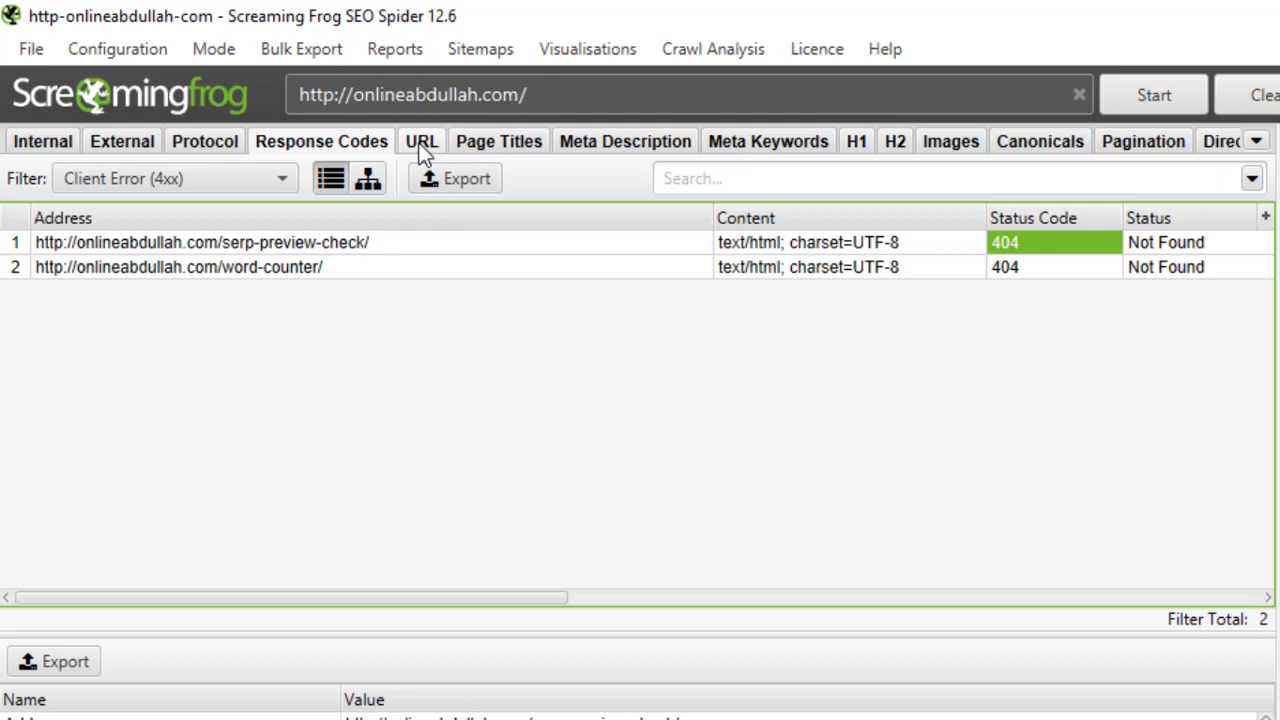 http-onlineabdullah-com - Screaming Frog SEO Spider 12.6
File Configuration Mode Bulk Export Reports Sitemaps Visualisations Crawl Analysis Licence Help
Screamingfrog http://onlineabdullah.com/ × Start Clea
Internal External Protocol Response Codes URL Page Titles Meta Description Meta Keywords H1 H2 Images Canonicals Pagination Direc
Filter: Client Error (4xx) Export Search...
Address Content Status Code Status +
1 http://onlineabdullah.com/serp-preview-check/ text/html; charset=UTF-8 404 Not Found
2 http://onlineabdullah.com/word-counter/ text/html; charset=UTF-8 404 Not Found
Filter Total: 2
Export
Name Value